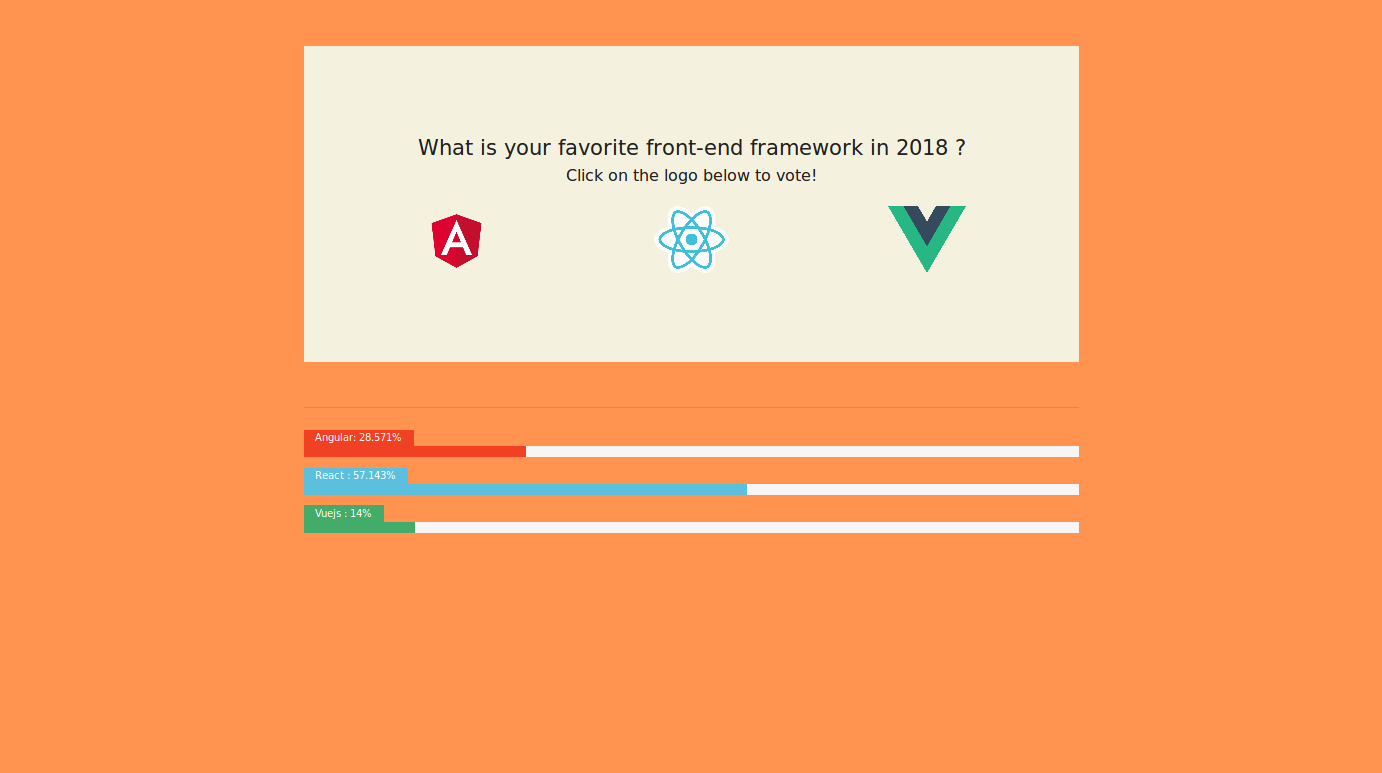 What is your favorite front-end framework in 2018 ?
Click on the logo below to vote!
A
Angular: 28.571%
React : 57.143%
Vuejs : 14%